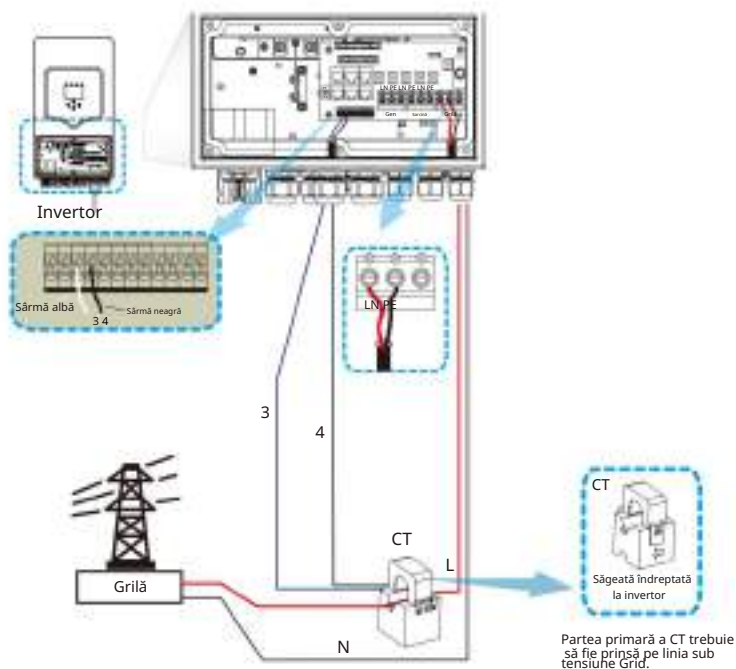 LN PE LN PE LN PE
Gen
Grilă
Invertor
Sârmă albă
Sârmă neagră
3 4
LN PE
3
4
CT
CT
L
Săgeată îndreptată
la invertor
Grilă
N
Partea primară a CT trebuie
să fie prinsă pe linia sub
tensiune Grid.